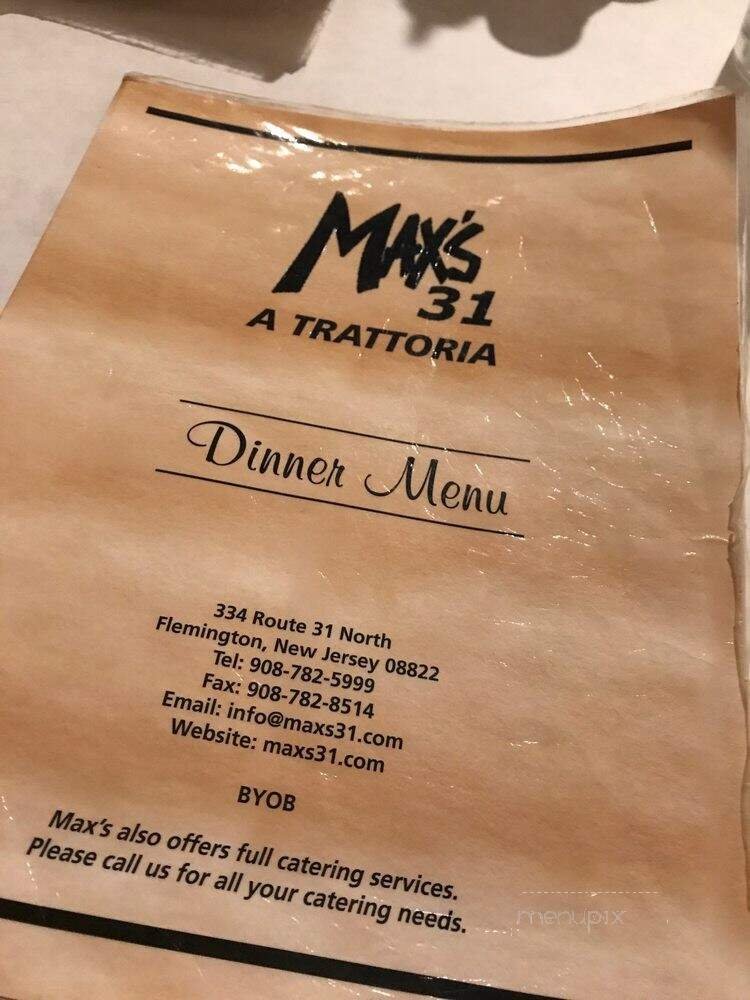 MAX'S
31
A TRATTORIA
Dinner Menu
334 Route 31 North
Flemington, New Jersey 08822
Tel: 908-782-5999
Fax: 908-782-8514
Email: info@maxs31.com
Website: maxs31.com
BYOB
Max's also offers full catering services.
Please call us for all your catering needs.
menupix